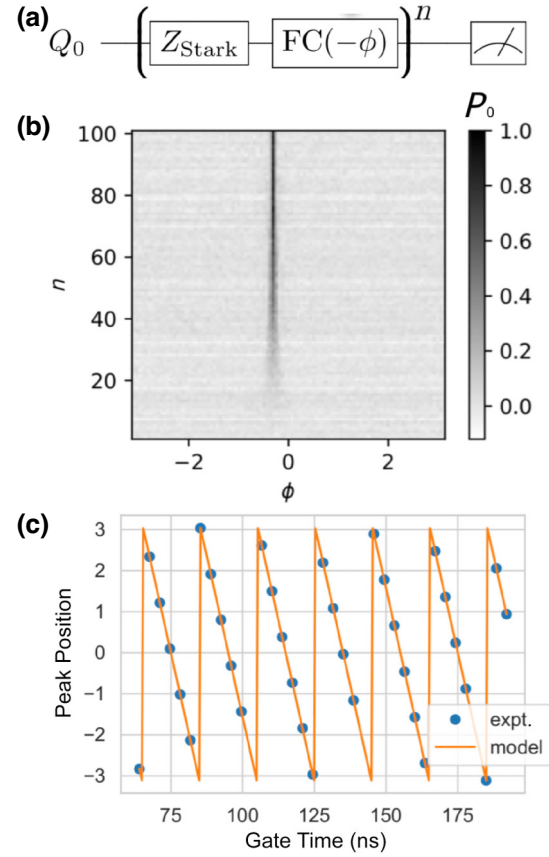 (a)
Q₀ ( Z_Stark FC(−ϕ) )ⁿ
(b)
P₀
100
80
60
40
20
n
−2 0 2
ϕ
1.0
0.8
0.6
0.4
0.2
0.0
(c)
3
2
1
0
-1
-2
-3
Peak Position
expt.
model
75 100 125 150 175
Gate Time (ns)